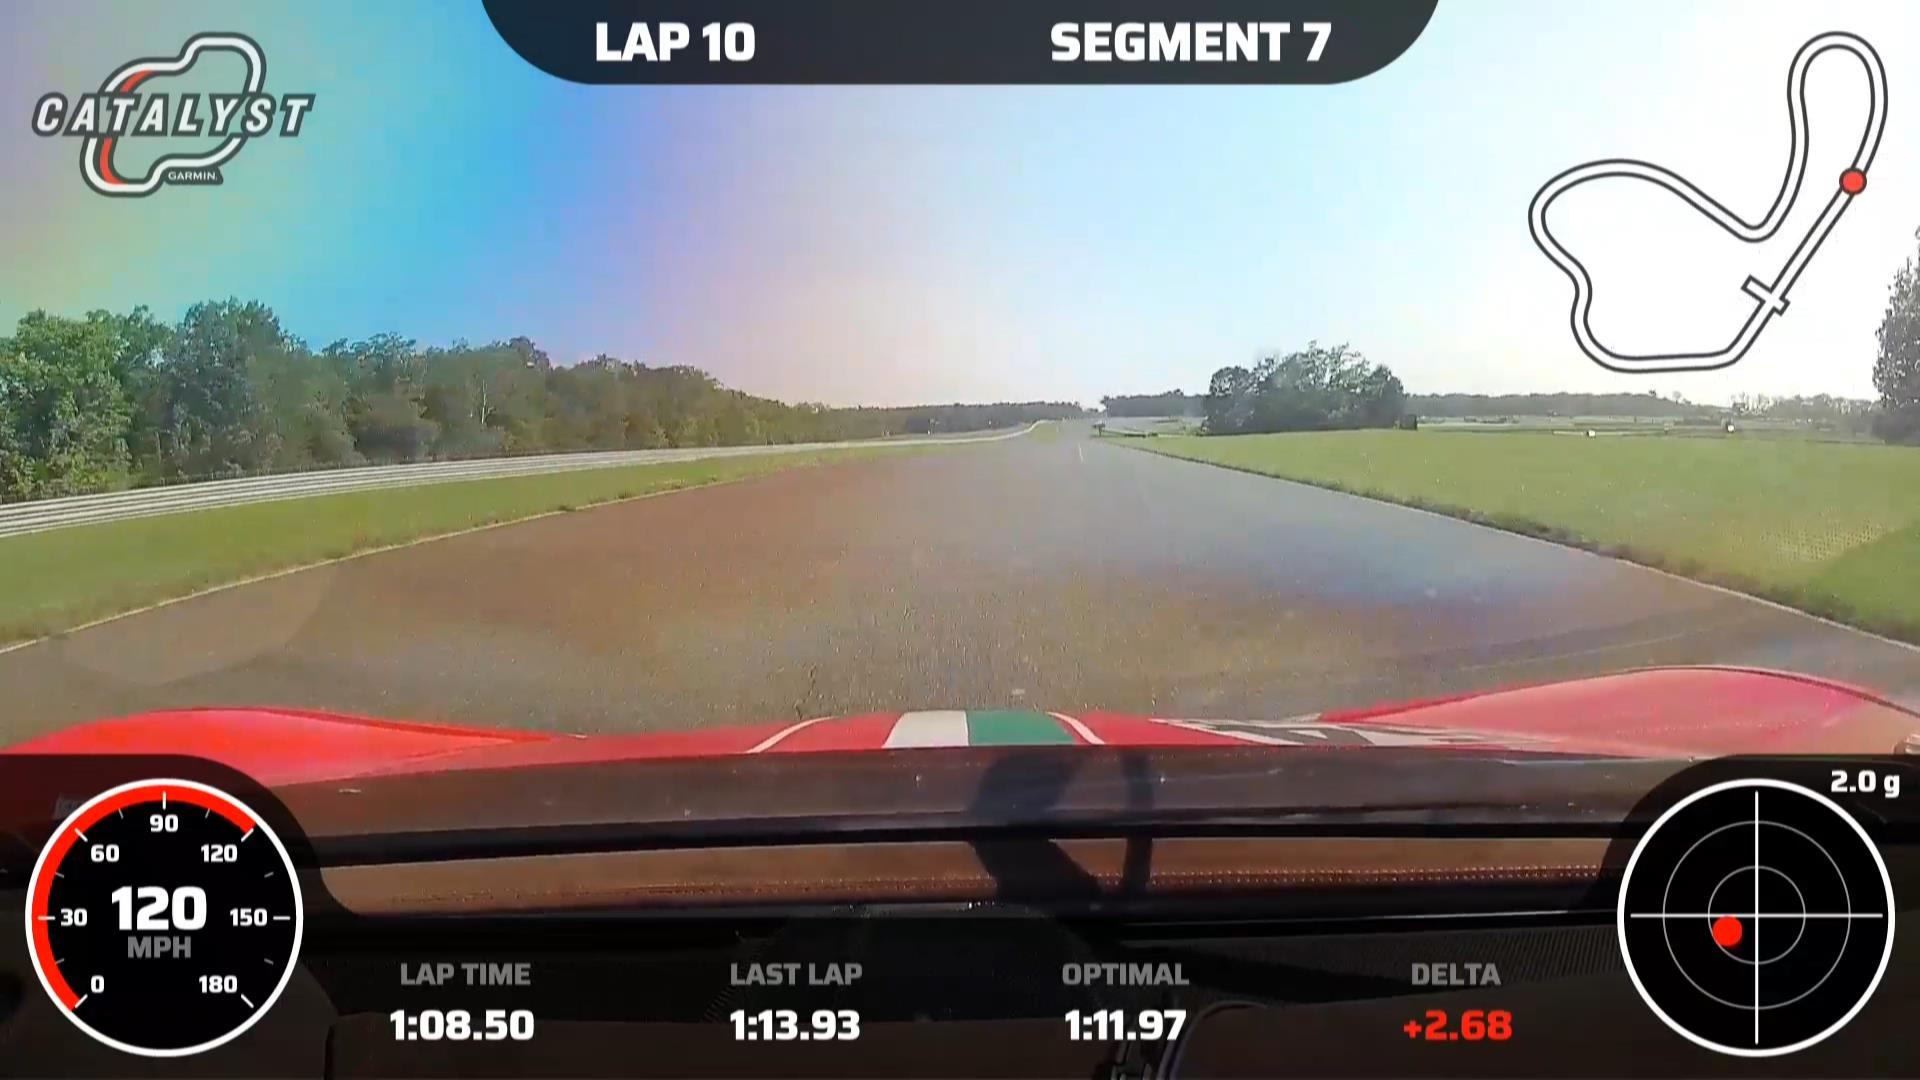 LAP 10
SEGMENT 7
CATALYST
GARMIN.
2.0 g
90
60
120
120
30
150
MPH
0
180
LAP TIME
LAST LAP
OPTIMAL
DELTA
1:08.50
1:13.93
1:11.97
+2.68